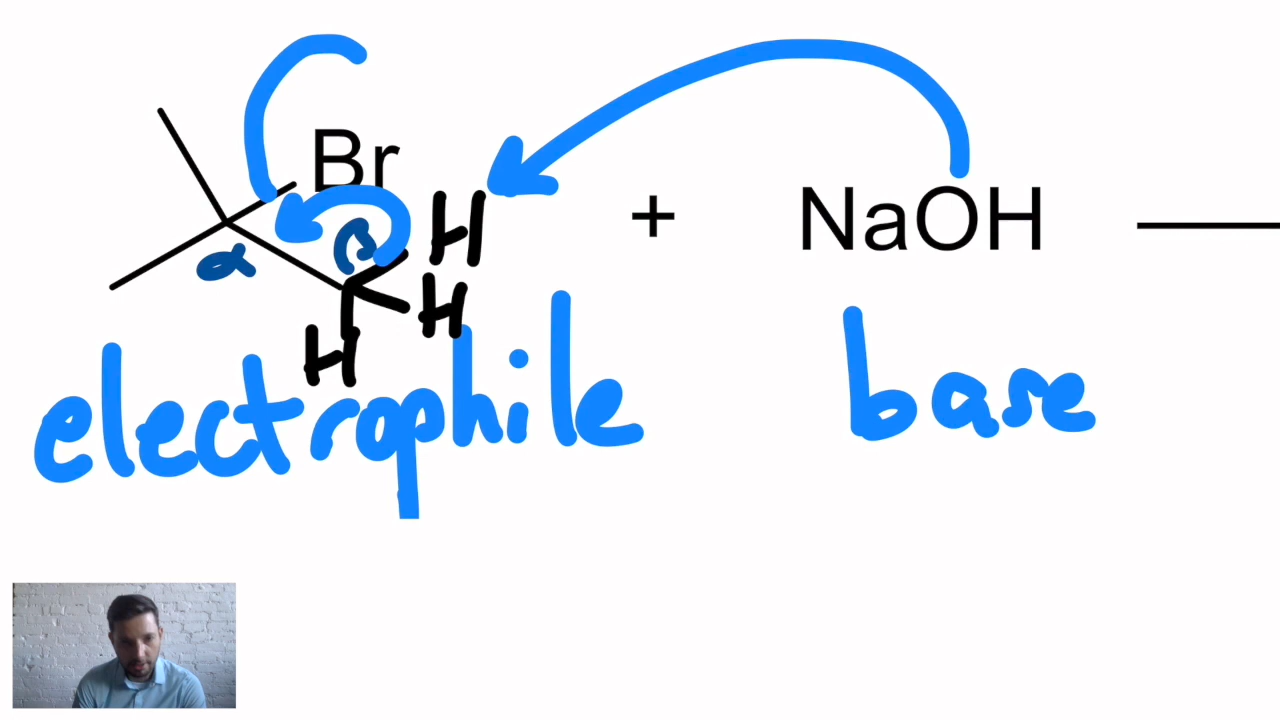 Br
H + NaOH
α β
H
H
electrophile base